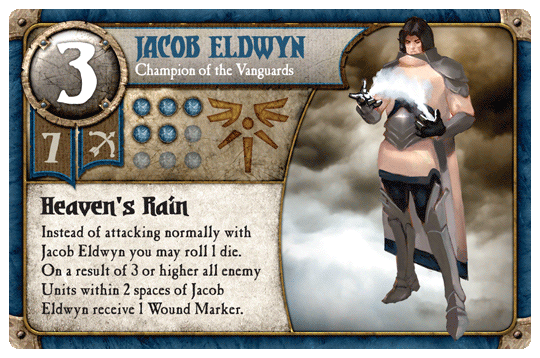 3
JACOB ELDWYN
Champion of the Vanguards
7
Heaven's Rain
Instead of attacking normally with
Jacob Eldwyn you may roll 1 die.
On a result of 3 or higher all enemy
Units within 2 spaces of Jacob
Eldwyn receive 1 Wound Marker.